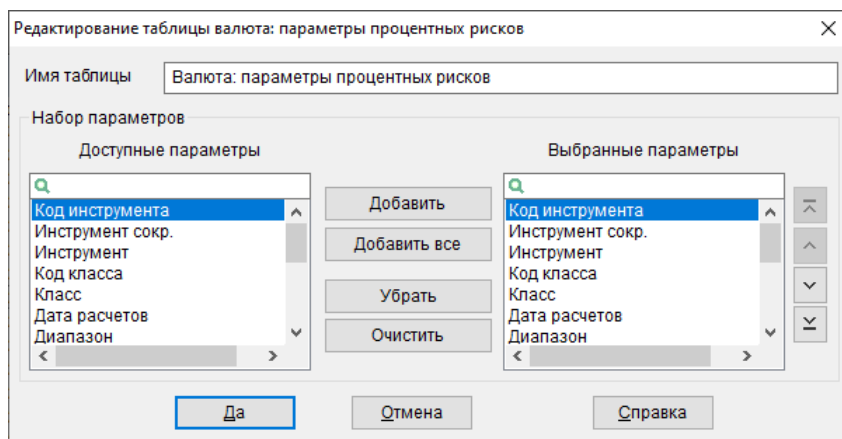 Редактирование таблицы валюта: параметры процентных рисков
Имя таблицы
Валюта: параметры процентных рисков
Набор параметров
Доступные параметры
Код инструмента
Инструмент сокр.
Инструмент
Код класса
Класс
Дата расчетов
Диапазон
Добавить
Добавить все
Убрать
Очистить
Выбранные параметры
Код инструмента
Инструмент сокр.
Инструмент
Код класса
Класс
Дата расчетов
Диапазон
Да
Отмена
Справка